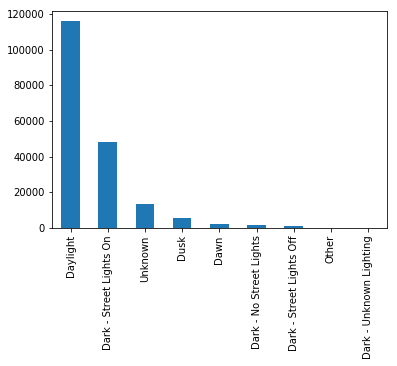 120000
100000
80000
60000
40000
20000
0
Daylight
Dark - Street Lights On
Unknown
Dusk
Dawn
Dark - No Street Lights
Dark - Street Lights Off
Other
Dark - Unknown Lighting